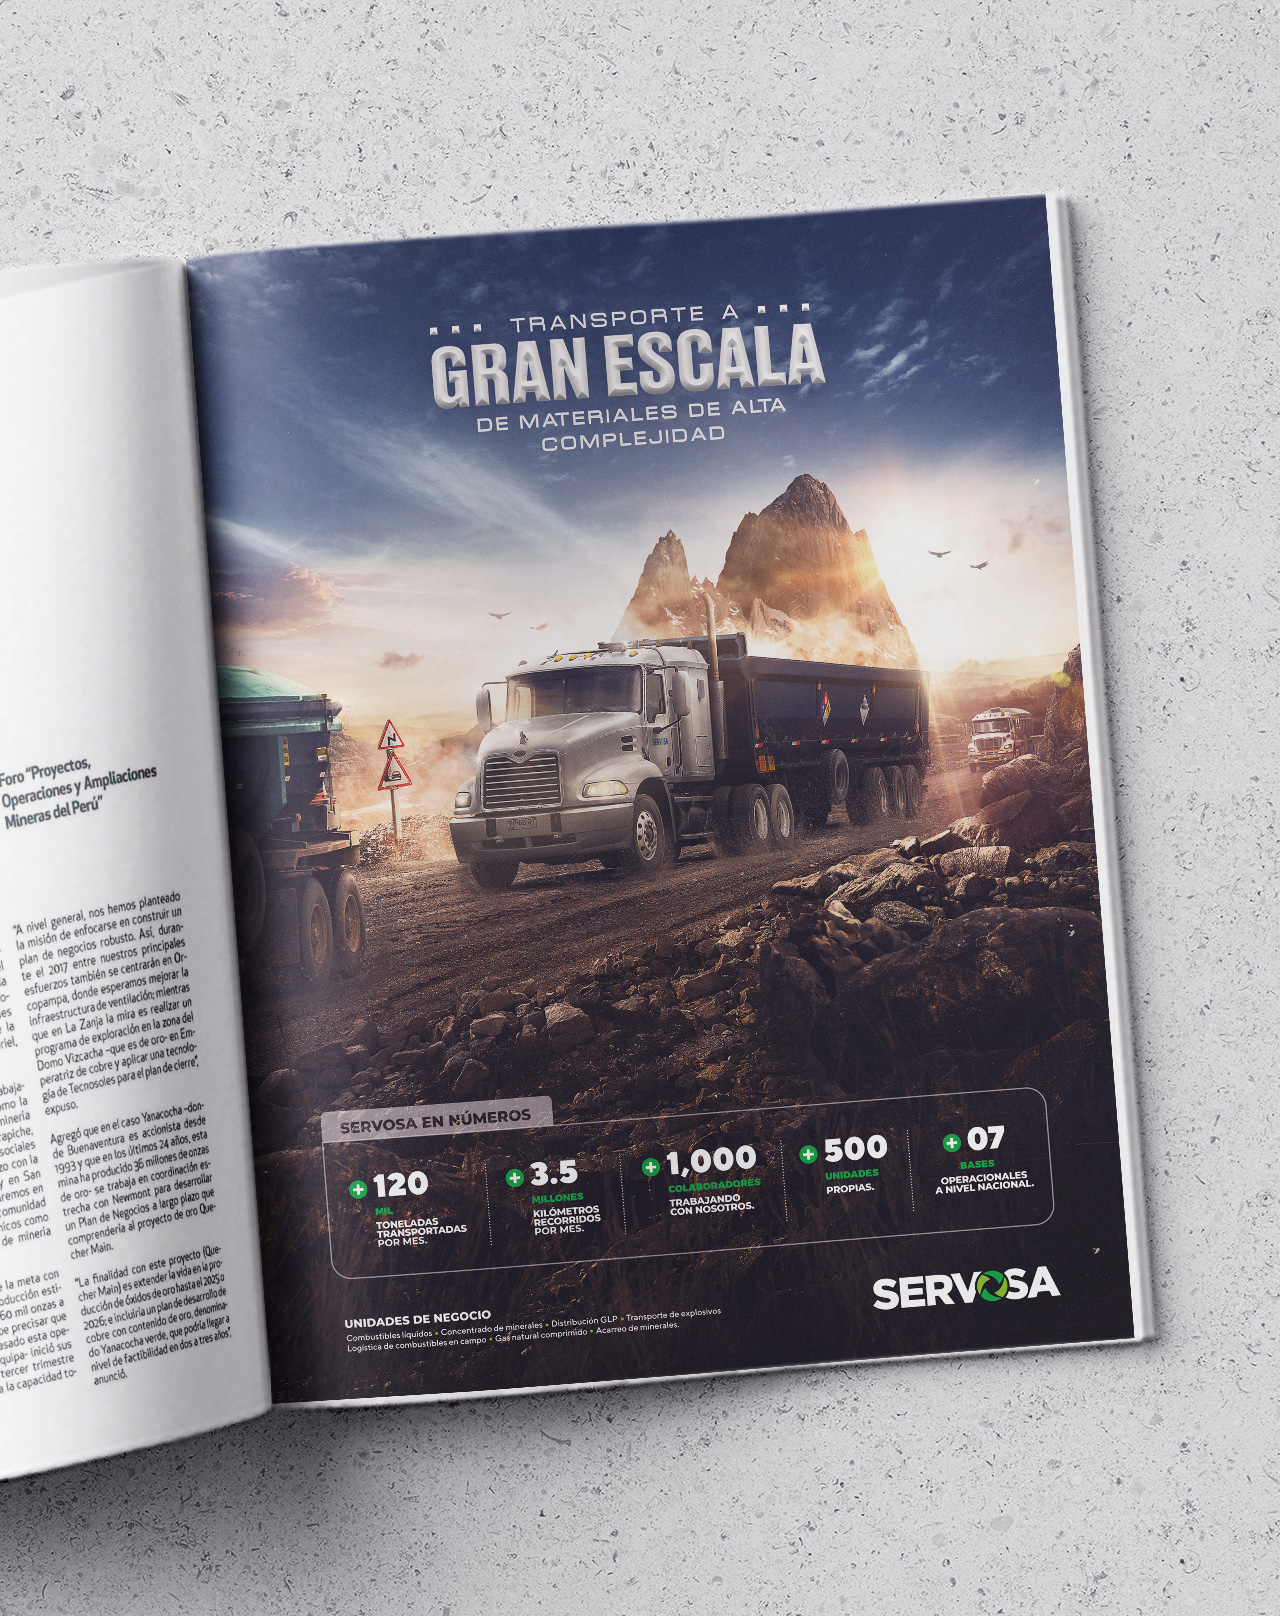 Foro "Proyectos,
Operaciones y Ampliaciones
Mineras del Perú"
"A nivel general, nos hemos planteado
la misión de enfocarse en construir un
plan de negocios robusto. Así, duran-
te el 2017 entre nuestros principales
esfuerzos también se centrarán en Or-
copampa, donde esperamos mejorar la
infraestructura de ventilación; mientras
que en La Zanja la mira es realizar un
programa de exploración en la zona del
Domo Vizcacha -que es de oro- en Em-
peratriz de cobre y aplicar una tecnolo-
gía de Tecnosoles para el plan de cierre",
expuso.
Agregó que en el caso Yanacocha -don-
de Buenaventura es accionista desde
1993 y que en los últimos 24 años, esta
mina ha producido 36 millones de onzas
de oro- se trabaja en coordinación es-
trecha con Newmont para desarrollar
un Plan de Negocios a largo plazo que
comprendería al proyecto de oro Que-
cher Main.
"La finalidad con este proyecto (Que-
cher Main) es extender la vida en la pro-
ducción de óxidos de oro hasta el 2025 o
2026; e incluiría un plan de desarrollo de
cobre con contenido de oro, denomina-
do Yanacocha verde, que podría llegar a
nivel de factibilidad en dos a tres años",
anunció.
TRANSPORTE A
GRAN ESCALA
DE MATERIALES DE ALTA
COMPLEJIDAD
SERVOSA
SERVOSA EN NÚMEROS
+ 120
MIL
TONELADAS
TRANSPORTADAS
POR MES.
+ 3.5
MILLONES
KILÓMETROS
RECORRIDOS
POR MES.
+ 1,000
COLABORADORES
TRABAJANDO
CON NOSOTROS.
+ 500
UNIDADES
PROPIAS.
+ 07
BASES
OPERACIONALES
A NIVEL NACIONAL.
SERVOSA
UNIDADES DE NEGOCIO
Combustibles líquidos • Concentrado de minerales • Distribución GLP • Transporte de explosivos
Logística de combustibles en campo • Gas natural comprimido • Acarreo de minerales.